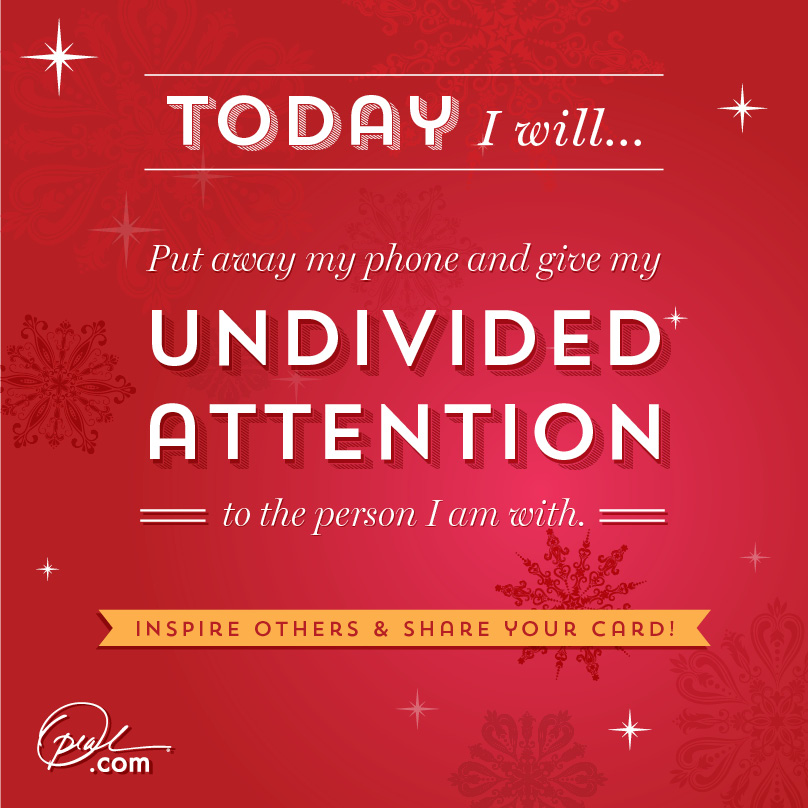 TODAY I will...
Put away my phone and give my
UNDIVIDED
ATTENTION
to the person I am with.
INSPIRE OTHERS & SHARE YOUR CARD!
Oprah
.com